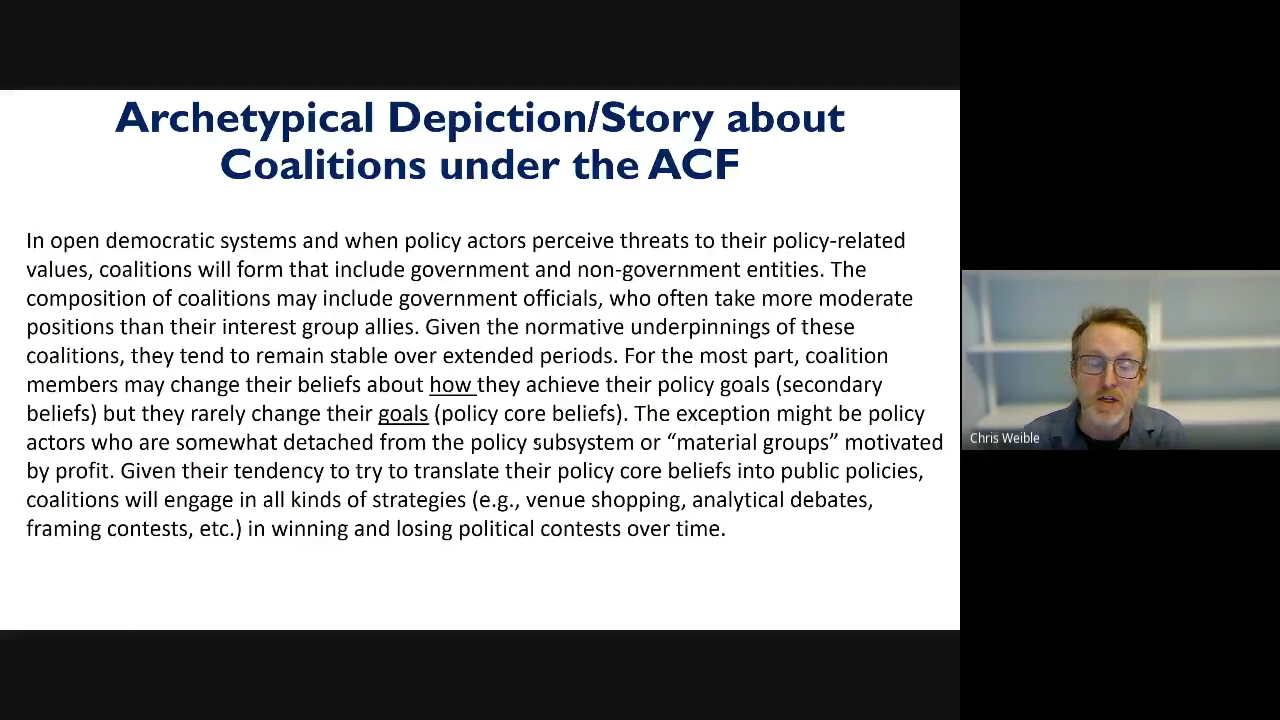 Archetypical Depiction/Story about
Coalitions under the ACF
In open democratic systems and when policy actors perceive threats to their policy-related
values, coalitions will form that include government and non-government entities. The
composition of coalitions may include government officials, who often take more moderate
positions than their interest group allies. Given the normative underpinnings of these
coalitions, they tend to remain stable over extended periods. For the most part, coalition
members may change their beliefs about how they achieve their policy goals (secondary
beliefs) but they rarely change their goals (policy core beliefs). The exception might be policy
actors who are somewhat detached from the policy subsystem or “material groups” motivated
by profit. Given their tendency to try to translate their policy core beliefs into public policies,
coalitions will engage in all kinds of strategies (e.g., venue shopping, analytical debates,
framing contests, etc.) in winning and losing political contests over time.
Chris Weible